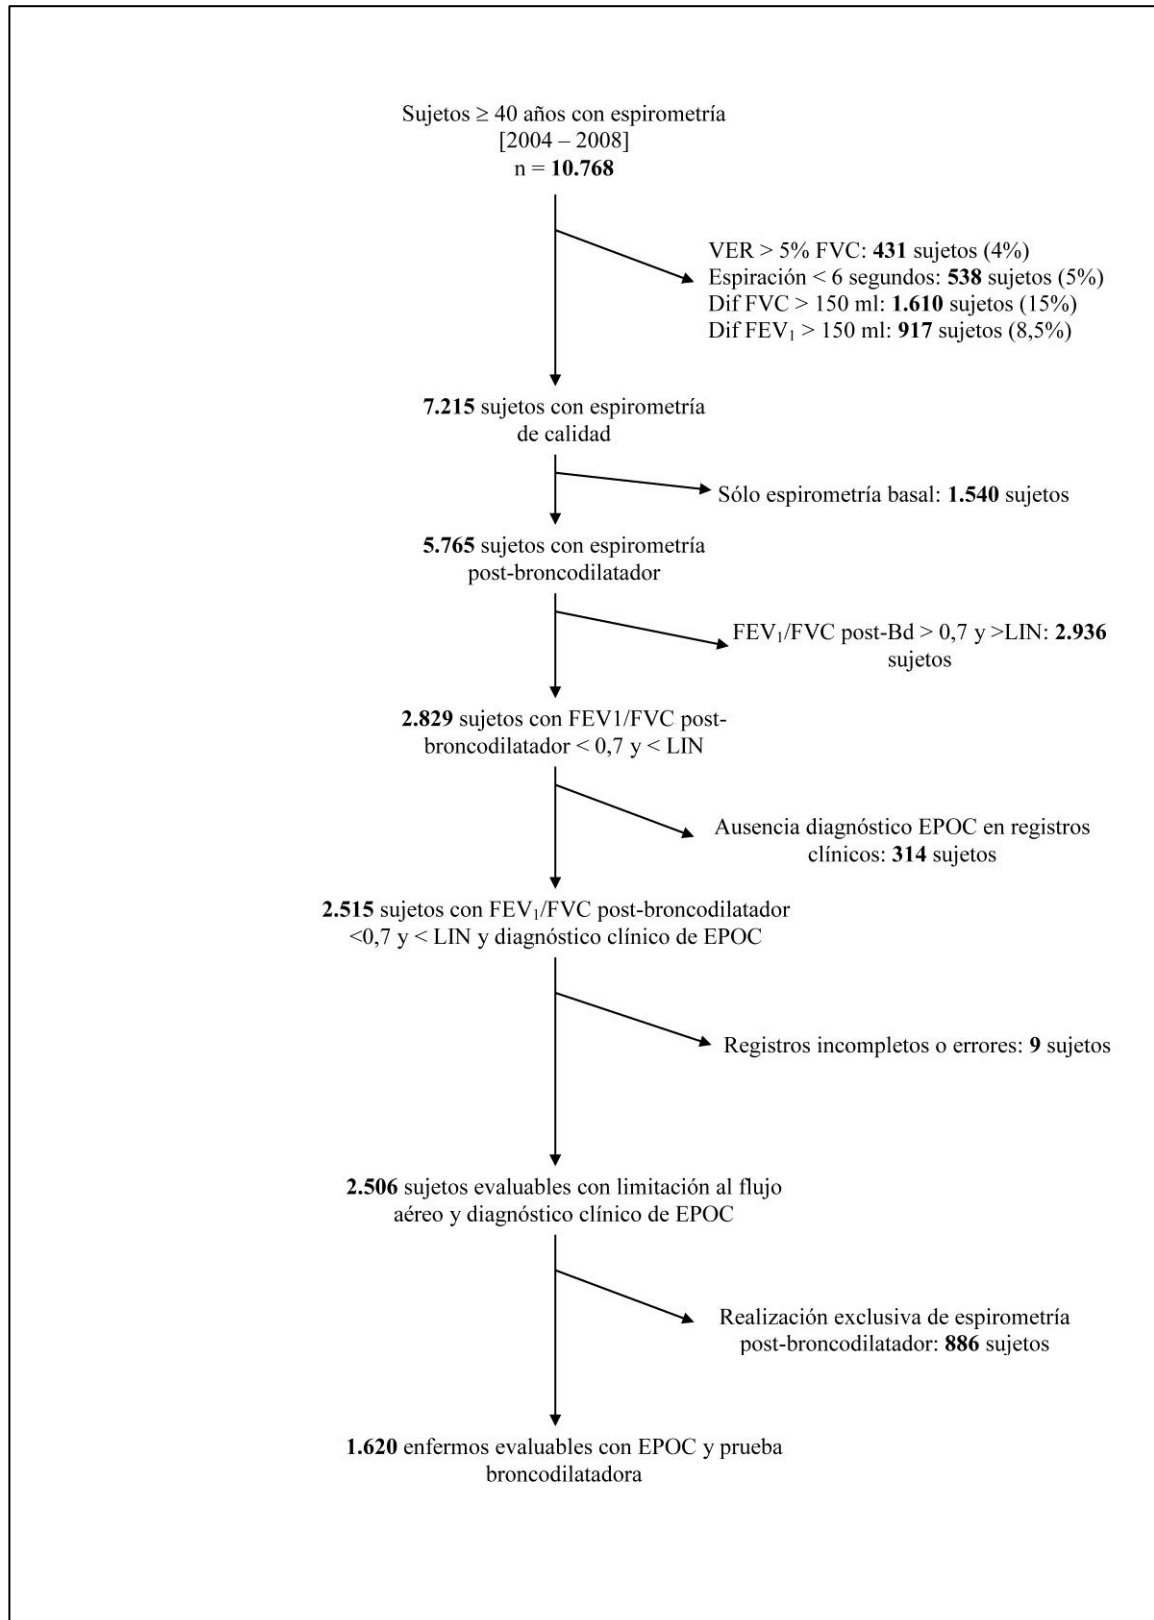 Sujetos ≥ 40 años con espirometría
[2004 – 2008]
n = 10.768
VER > 5% FVC: 431 sujetos (4%)
Espiración < 6 segundos: 538 sujetos (5%)
Dif FVC > 150 ml: 1.610 sujetos (15%)
Dif FEV₁ > 150 ml: 917 sujetos (8,5%)
7.215 sujetos con espirometría
de calidad
Sólo espirometría basal: 1.540 sujetos
5.765 sujetos con espirometría
post-broncodilatador
FEV₁/FVC post-Bd > 0,7 y >LIN: 2.936
sujetos
2.829 sujetos con FEV1/FVC post-
broncodilatador < 0,7 y < LIN
Ausencia diagnóstico EPOC en registros
clínicos: 314 sujetos
2.515 sujetos con FEV₁/FVC post-broncodilatador
<0,7 y < LIN y diagnóstico clínico de EPOC
Registros incompletos o errores: 9 sujetos
2.506 sujetos evaluables con limitación al flujo
aéreo y diagnóstico clínico de EPOC
Realización exclusiva de espirometría
post-broncodilatador: 886 sujetos
1.620 enfermos evaluables con EPOC y prueba
broncodilatadora